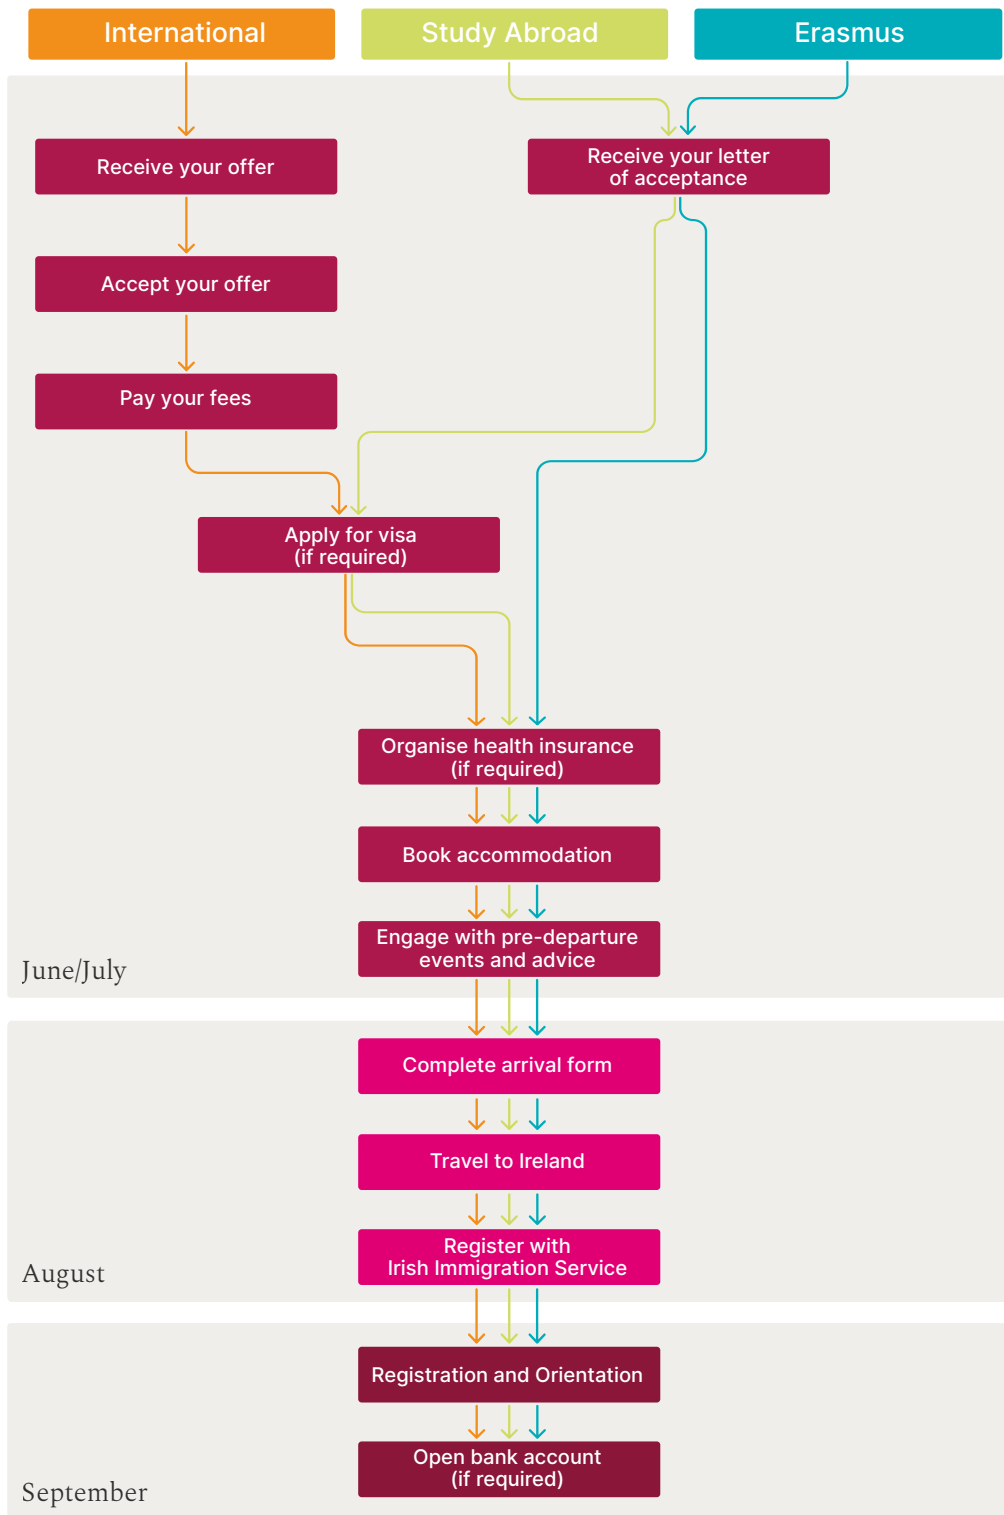 International
Study Abroad
Erasmus
Receive your offer
Receive your letter
of acceptance
Accept your offer
Pay your fees
Apply for visa
(if required)
Organise health insurance
(if required)
Book accommodation
Engage with pre-departure
events and advice
June/July
Complete arrival form
Travel to Ireland
Register with
Irish Immigration Service
August
Registration and Orientation
Open bank account
(if required)
September